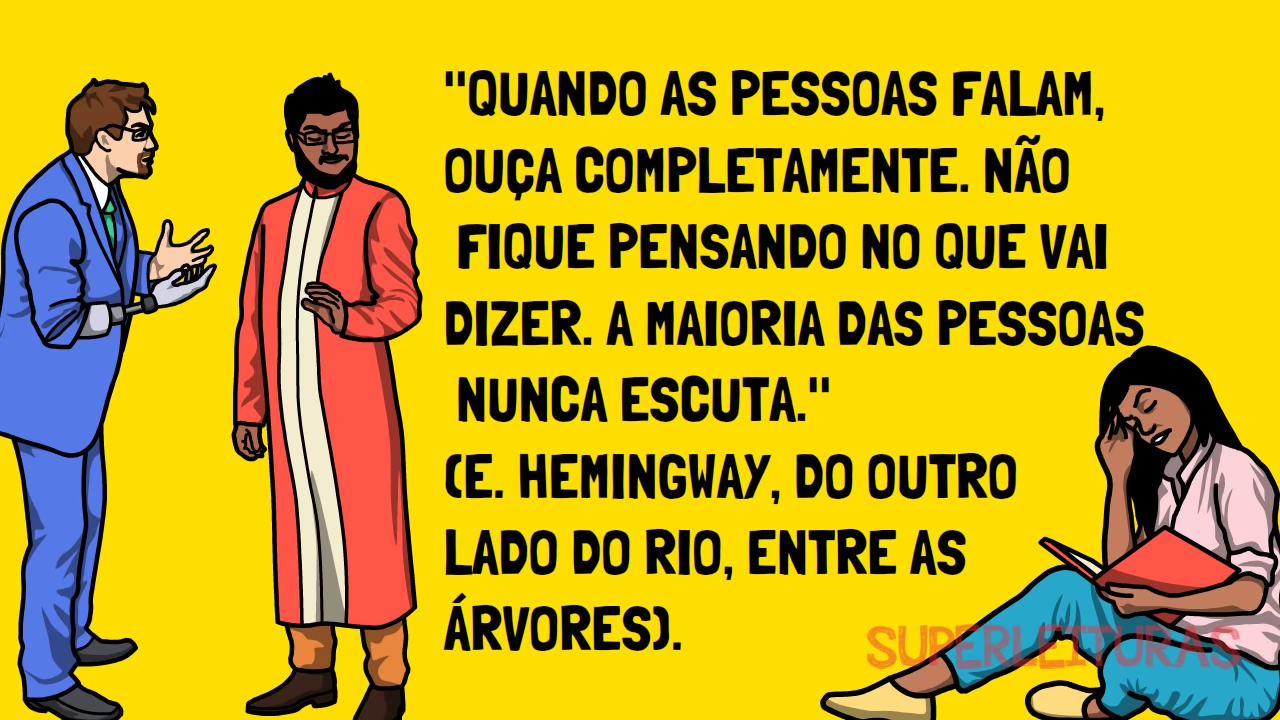 "QUANDO AS PESSOAS FALAM,
OUÇA COMPLETAMENTE. NÃO
FIQUE PENSANDO NO QUE VAI
DIZER. A MAIORIA DAS PESSOAS
NUNCA ESCUTA."
(E. HEMINGWAY, DO OUTRO
LADO DO RIO, ENTRE AS
ÁRVORES).
SUPERLEITURAS